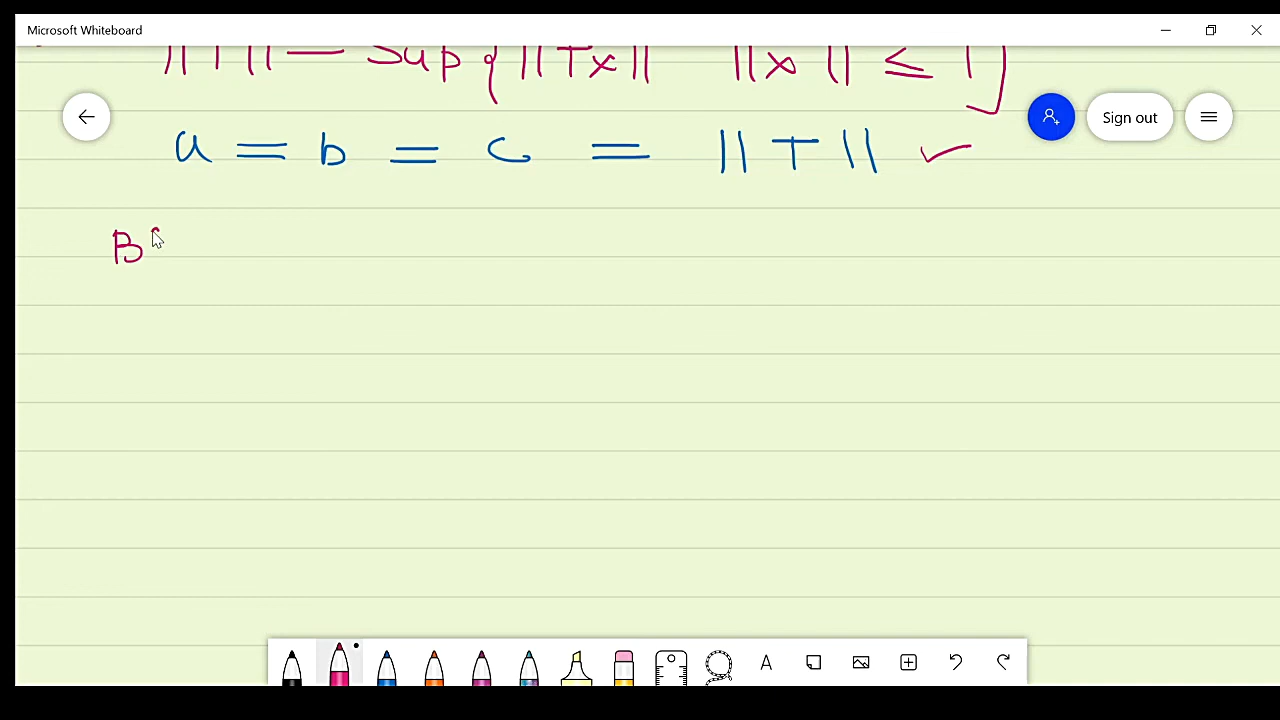 Microsoft Whiteboard
||T|| = Sup{||Tx|| ||x|| ≤ 1}
Sign out
a = b = c = ||T|| ✓
B
A